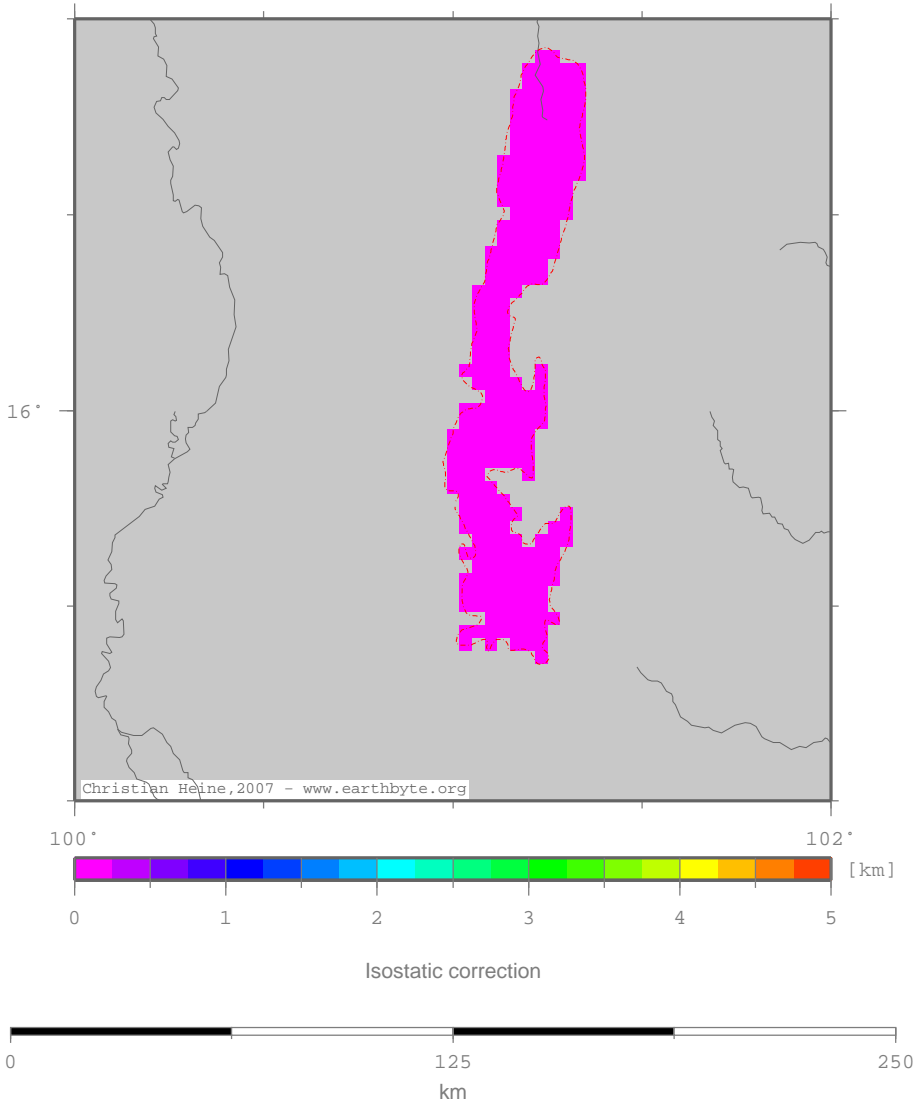 16°
Christian Heine,2007 - www.earthbyte.org
100° 102°
[km]
0 1 2 3 4 5
Isostatic correction
0 125 250
km